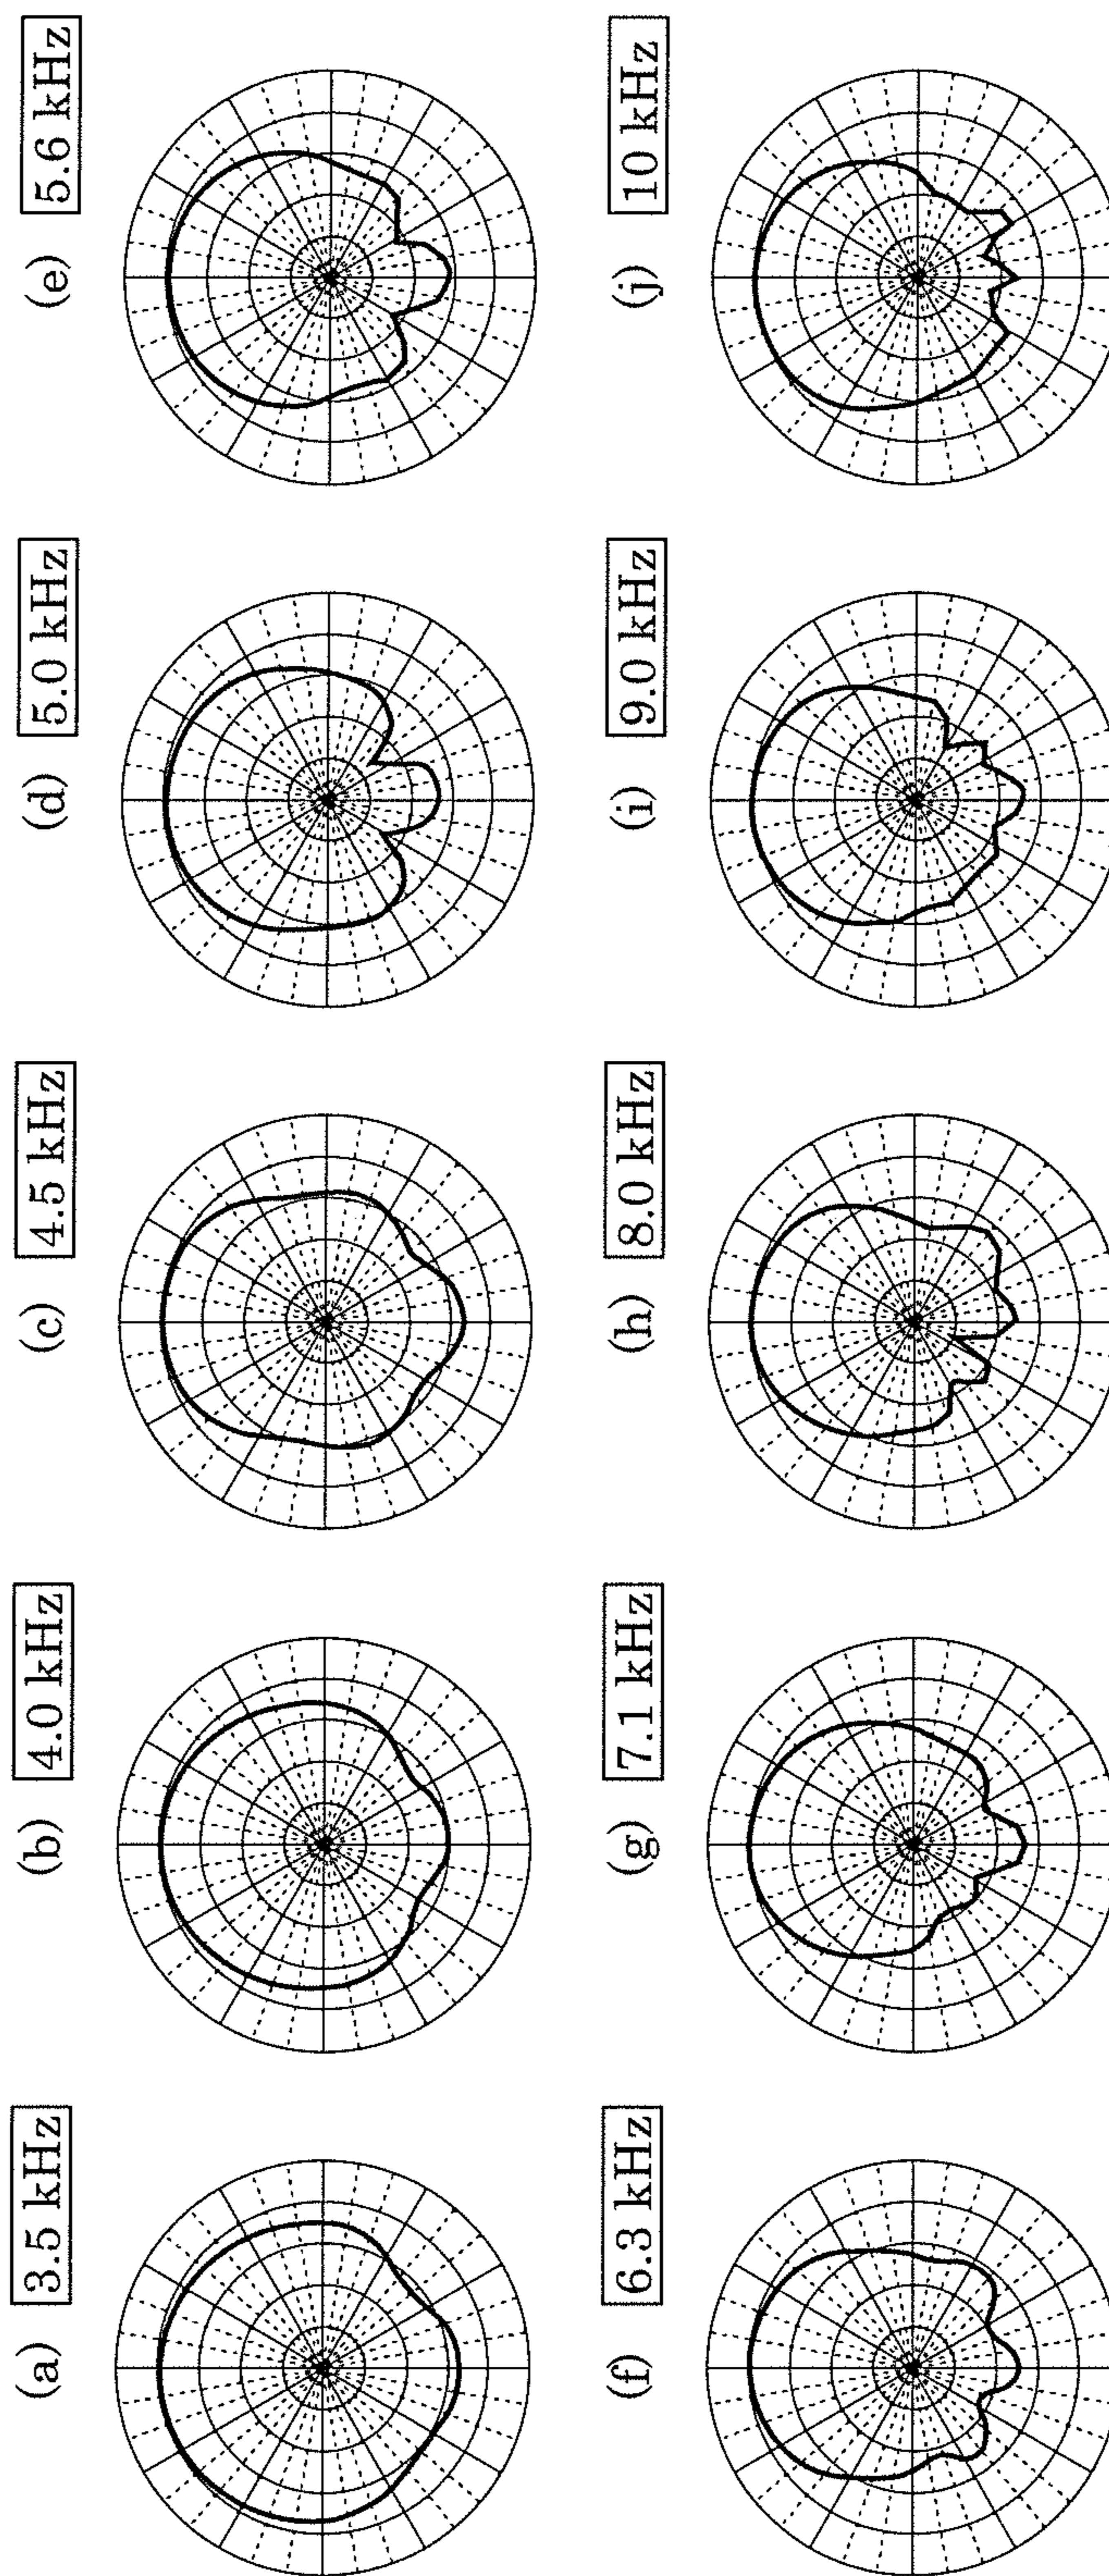 (a) 3.5 kHz
(b) 4.0 kHz
(c) 4.5 kHz
(d) 5.0 kHz
(e) 5.6 kHz
(f) 6.3 kHz
(g) 7.1 kHz
(h) 8.0 kHz
(i) 9.0 kHz
(j) 10 kHz